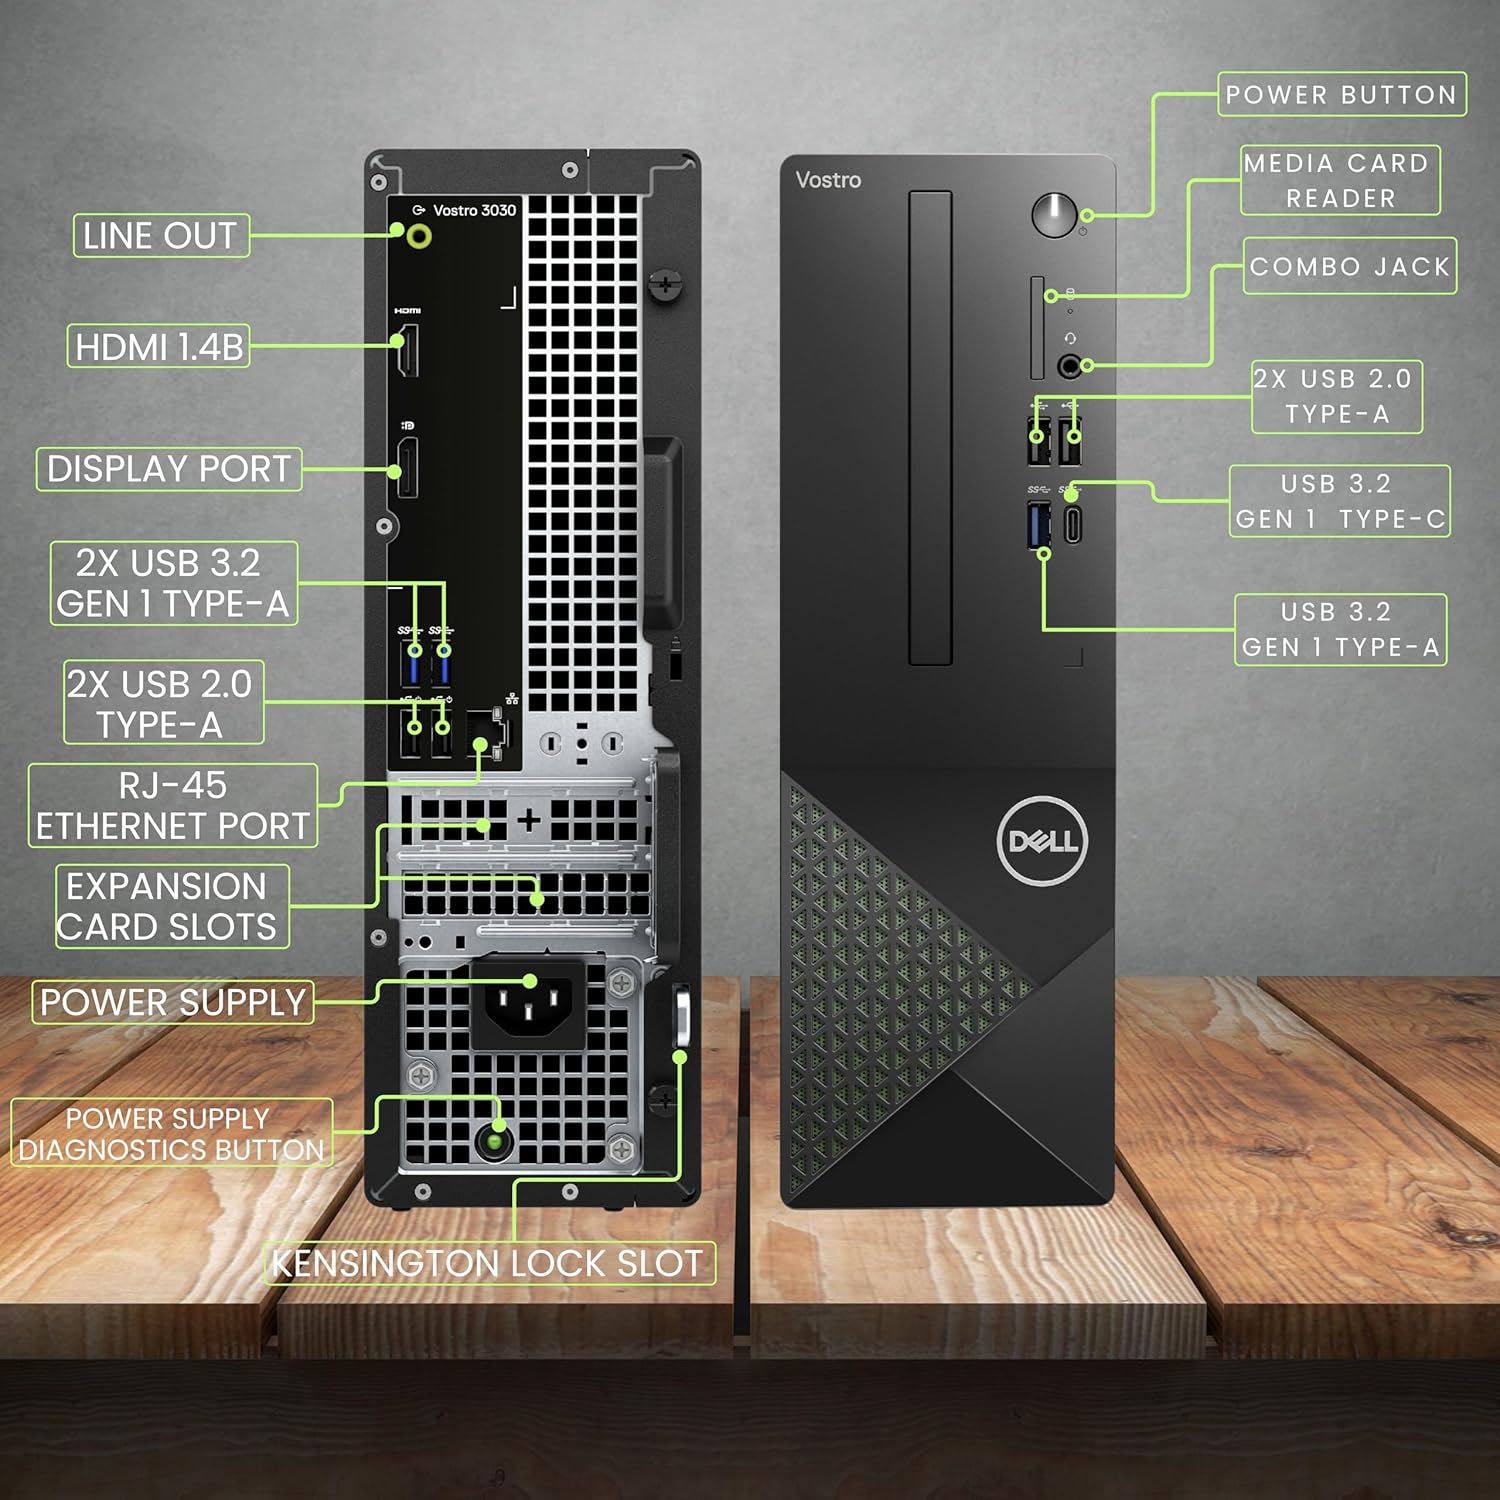 LINE OUT
HDMI 1.4B
DISPLAY PORT
2X USB 3.2
GEN 1 TYPE-A
2X USB 2.0
TYPE-A
RJ-45
ETHERNET PORT
EXPANSION
CARD SLOTS
POWER SUPPLY
POWER SUPPLY
DIAGNOSTICS BUTTON
KENSINGTON LOCK SLOT
Vostro 3030
HDMI
SS
SS
Vostro
SS
DELL
POWER BUTTON
MEDIA CARD
READER
COMBO JACK
2X USB 2.0
TYPE-A
USB 3.2
GEN 1 TYPE-C
USB 3.2
GEN 1 TYPE-A